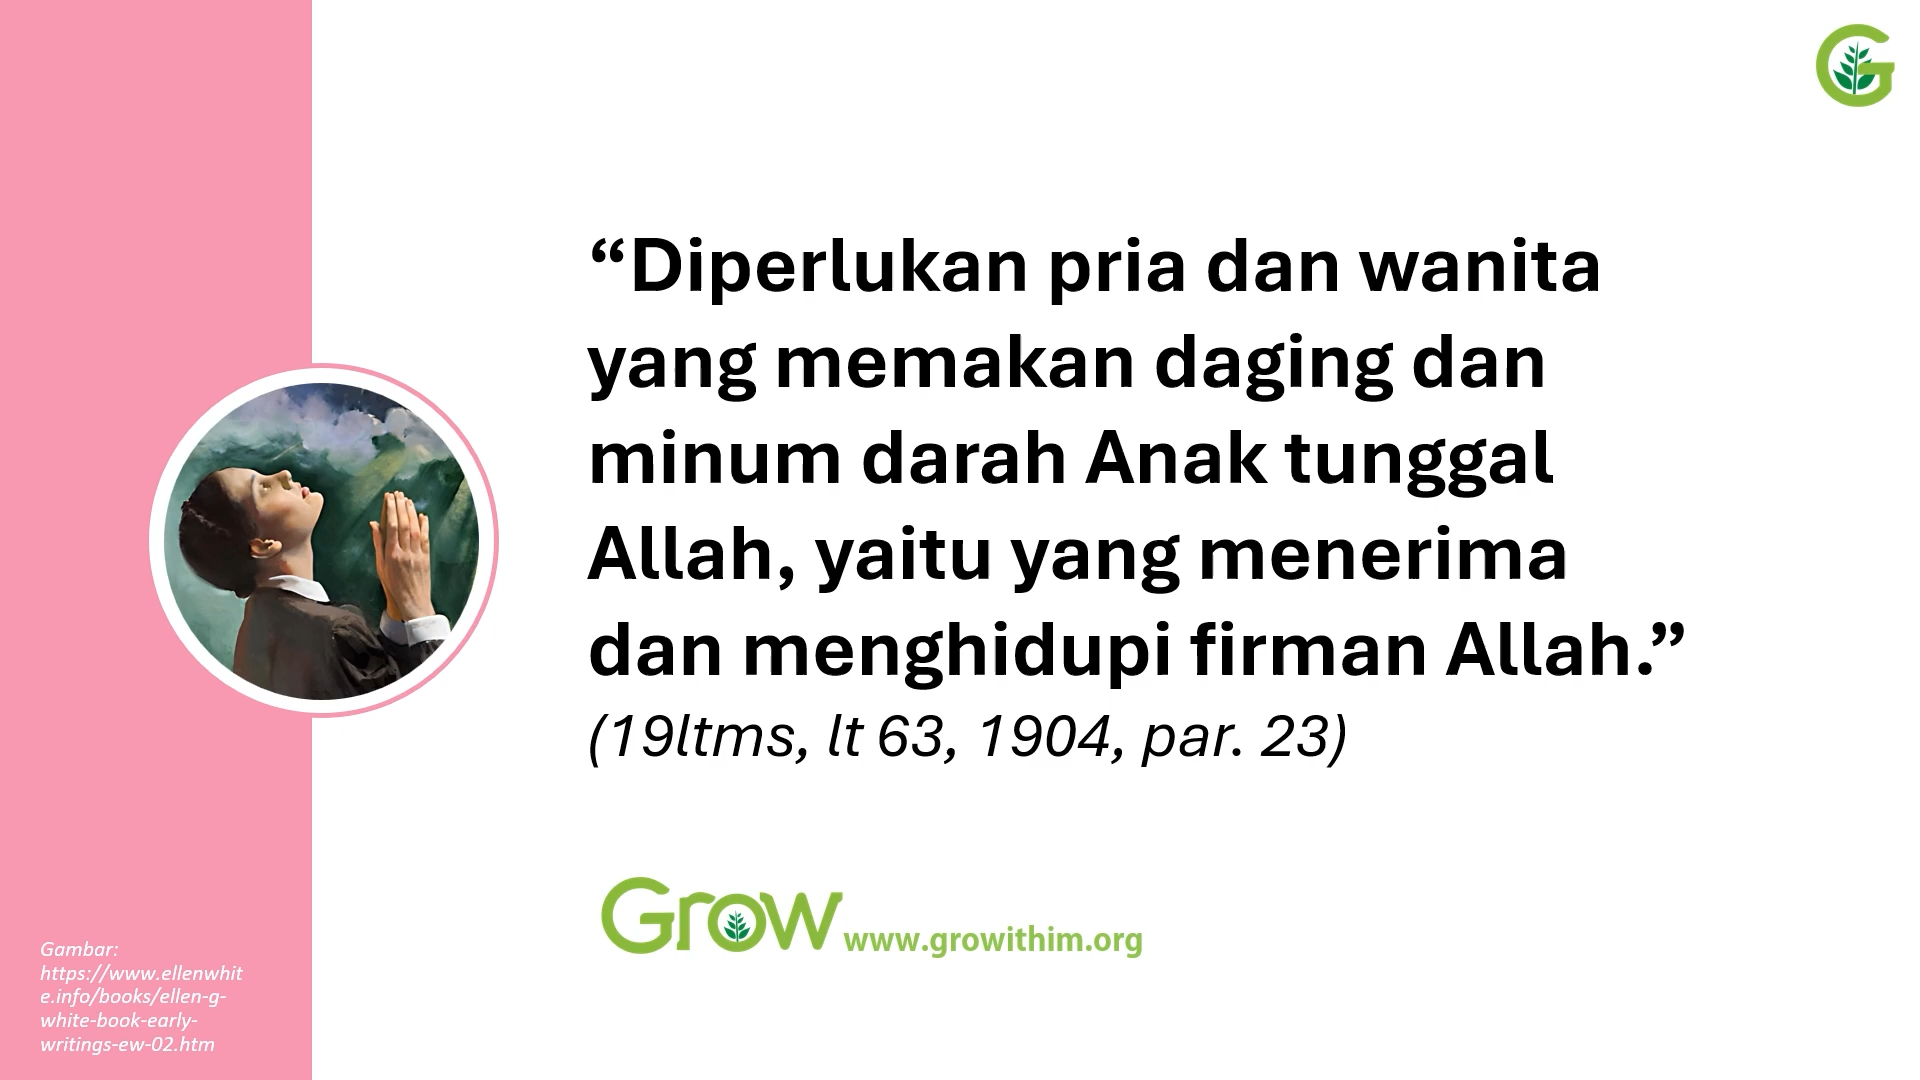 “Diperlukan pria dan wanita
yang memakan daging dan
minum darah Anak tunggal
Allah, yaitu yang menerima
dan menghidupi firman Allah.”
(19ltms, lt 63, 1904, par. 23)
Grow www.growithim.org
Gambar:
https://www.ellenwhit
e.info/books/ellen-g-
white-book-early-
writings-ew-02.htm
G